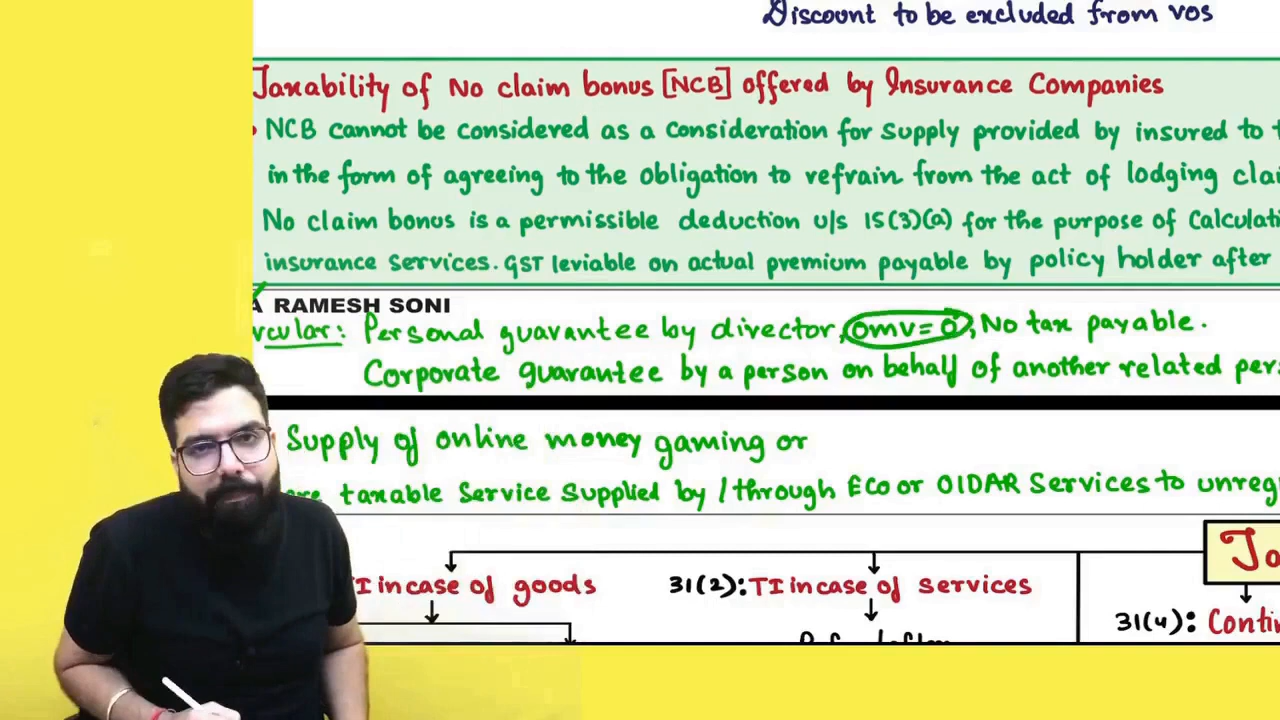 Discount to be excluded from VOS
Taxability of No claim bonus [NCB] offered by Insurance Companies
NCB cannot be considered as a consideration for supply provided by insured to
in the form of agreeing to the obligation to refrain from the act of lodging
No claim bonus is a permissible deduction u/s 15(3)(a) for the purpose of
insurance services. GST leviable on actual premium payable by policy holder after
RAMESH SONI
Personal guarantee by director, OMV = 0, No tax payable.
Corporate guarantee by a person on behalf of another related
Supply of online money gaming or
taxable Service supplied by / through ECO or OIDAR Services to
TI in case of goods
31(2): TI in case of services
31(4):